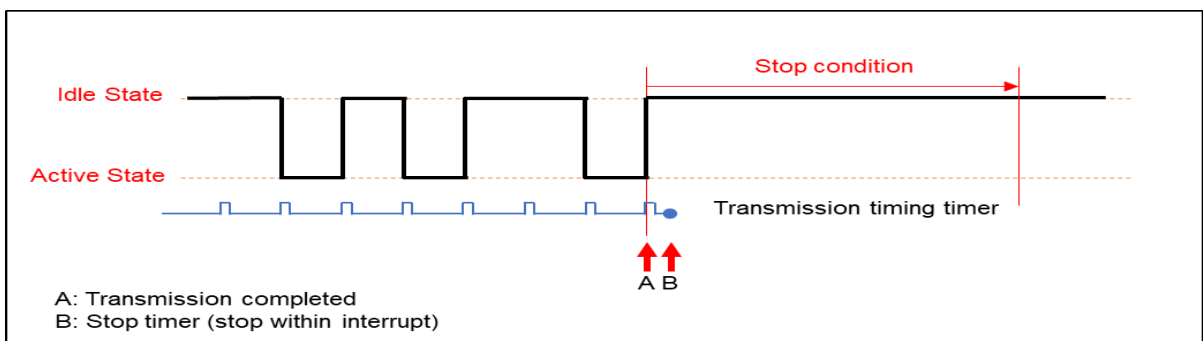 Stop condition
Idle State
Active State
Transmission timing timer
A B
A: Transmission completed
B: Stop timer (stop within interrupt)